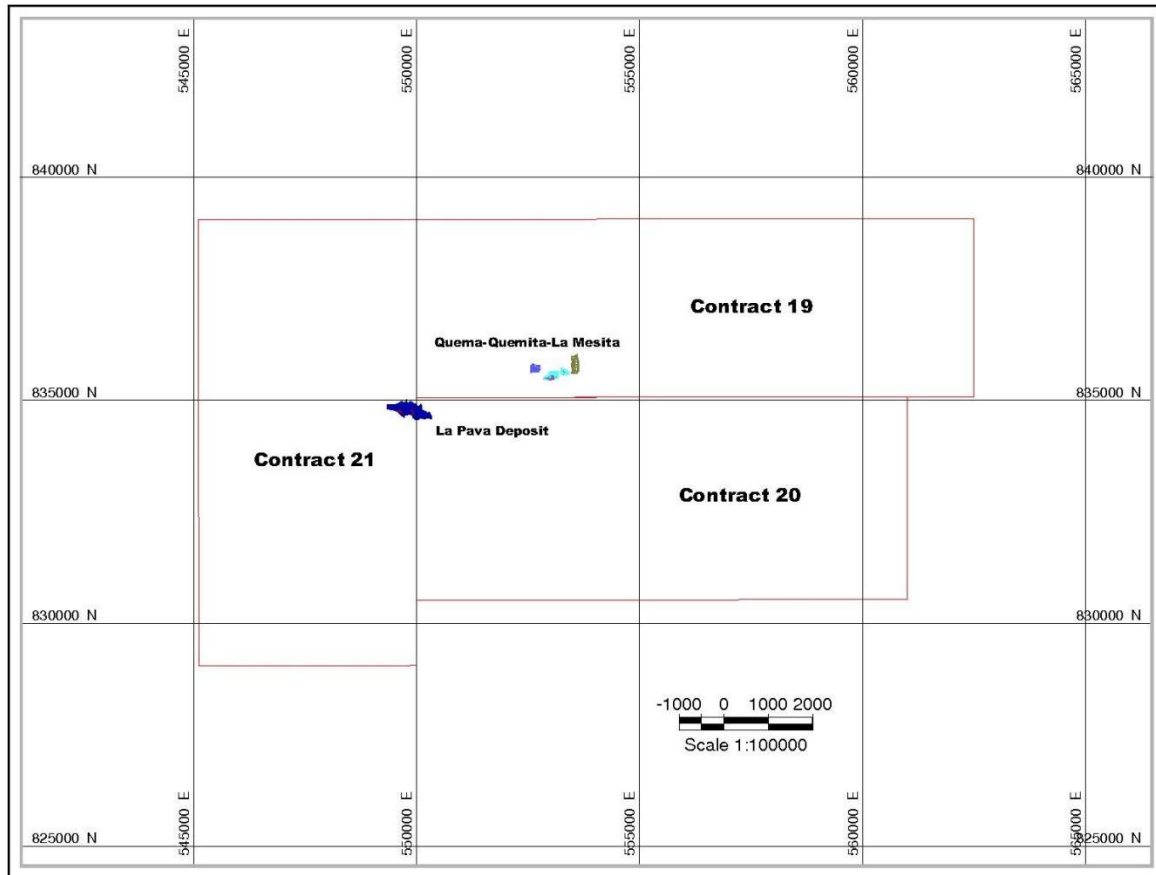 545000 E
550000 E
555000 E
560000 E
565000 E
840000 N
840000 N
Contract 19
Quema-Quemita-La Mesita
835000 N
835000 N
La Pava Deposit
Contract 21
Contract 20
830000 N
830000 N
-1000 0 1000 2000
Scale 1:100000
545000 E
550000 E
555000 E
560000 E
565000 E
825000 N
825000 N